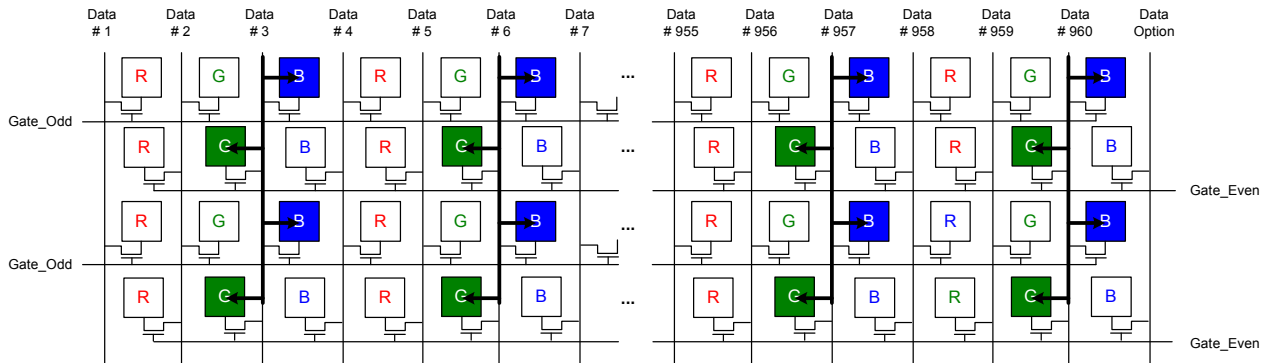 Data Data Data Data Data Data Data Data Data Data Data Data Data Data
# 1 # 2 # 3 # 4 # 5 # 6 # 7 # 955 # 956 # 957 # 958 # 959 # 960 Option
R G B R G B ... R G B R G B
Gate_Odd
R G B R G B ... R G B R G B
Gate_Even
R G B R G B ... R G B R G B
Gate_Odd
R G B R G B ... R G B R G B
Gate_Even